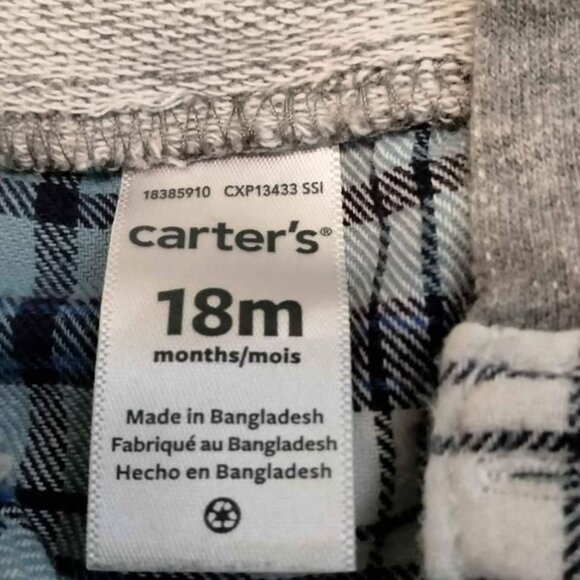 18385910 CXP13433 SSI
carter's®
18m
months/mois
Made in Bangladesh
Fabriqué au Bangladesh
Hecho en Bangladesh